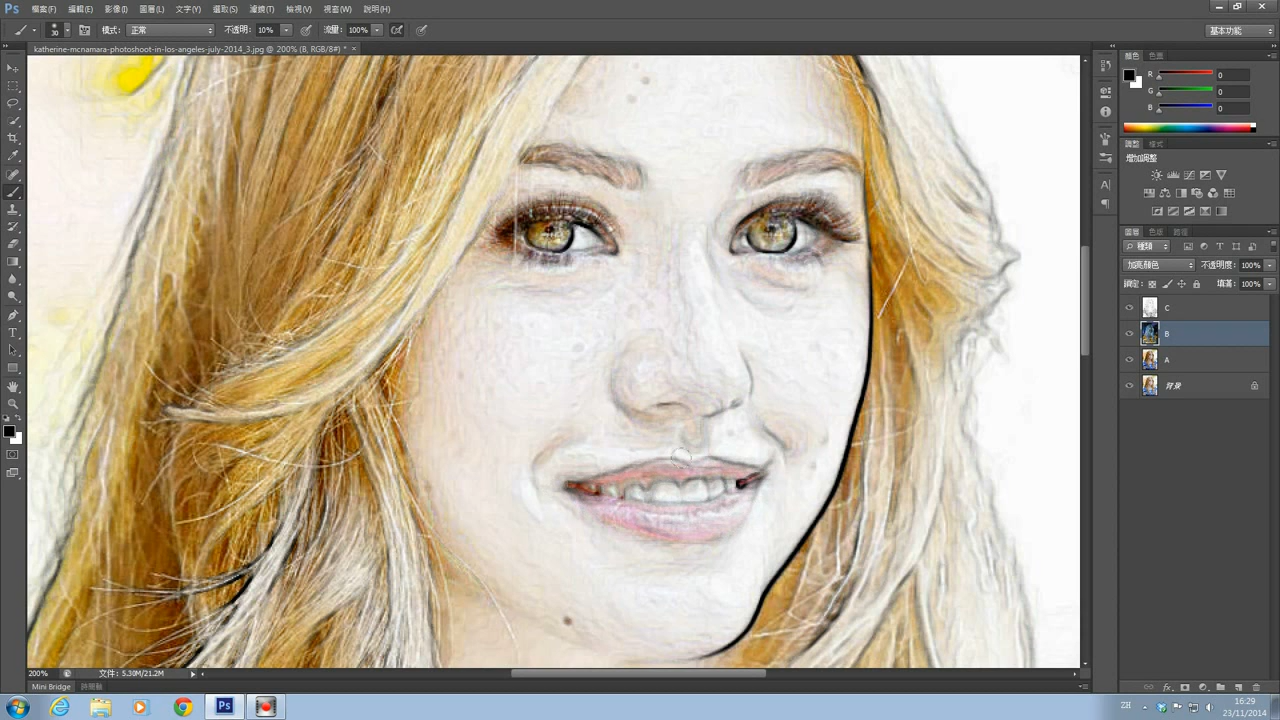 Ps 檔案(F) 編輯(E) 影像(I) 圖層(L) 文字(Y) 選取(S) 濾鏡(T) 檢視(V) 視窗(W) 說明(H)
30 模式: 正常 不透明: 10% 流量: 100% 基本功能
katherine-mcnamara-photoshoot-in-los-angeles-july-2014_3.jpg @ 200% (B, RGB/8#) * ×
顏色 色票
R 0
G 0
B 0
調整 樣式
增加調整
圖層 色版 路徑
種類
加亮顏色 不透明度: 100%
鎖定: 填滿: 100%
C
B
A
背景
200% 文件: 5.30M/21.2M
Mini Bridge 時間軸
Ps ZH 16:29
23/11/2014